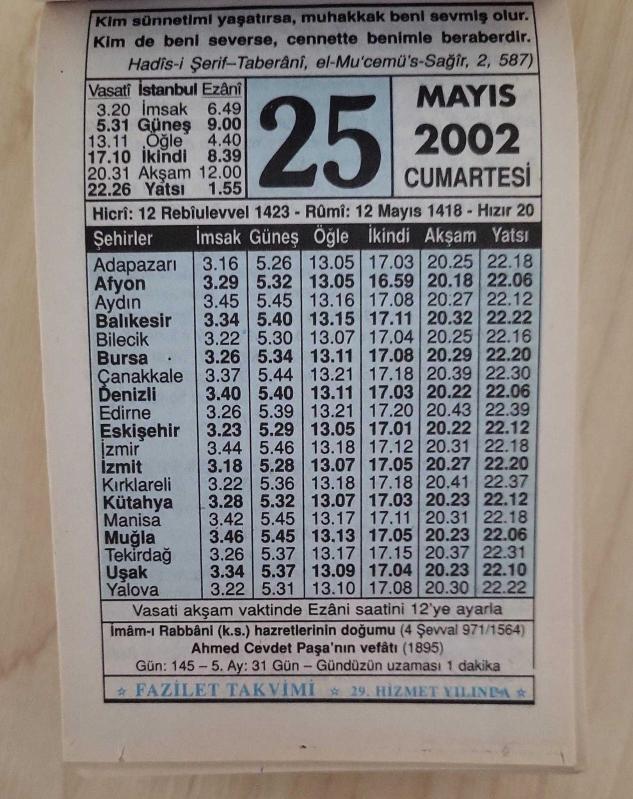 Kim sünnetimi yaşatırsa, muhakkak beni sevmiş olur.
Kim de beni severse, cennette benimle beraberdir.
Hadîs-i Şerif–Taberânî, el-Mu'cemü's-Sağîr, 2, 587)
Vasatî İstanbul Ezânî
3.20 İmsak 6.49
5.31 Güneş 9.00
13.11 Öğle 4.40
17.10 İkindi 8.39
20.31 Akşam 12.00
22.26 Yatsı 1.55
25
MAYIS
2002
CUMARTESİ
Hicrî: 12 Rebîulevvel 1423 - Rûmî: 12 Mayıs 1418 - Hızır 20
Şehirler İmsak Güneş Öğle İkindi Akşam Yatsı
Adapazarı 3.16 5.26 13.05 17.03 20.25 22.18
Afyon 3.29 5.32 13.05 16.59 20.18 22.06
Aydın 3.45 5.45 13.16 17.08 20.27 22.12
Balıkesir 3.34 5.40 13.15 17.11 20.32 22.22
Bilecik 3.22 5.30 13.07 17.04 20.25 22.16
Bursa 3.26 5.34 13.11 17.08 20.29 22.20
Çanakkale 3.37 5.44 13.21 17.18 20.39 22.30
Denizli 3.40 5.40 13.11 17.03 20.22 22.06
Edirne 3.26 5.39 13.21 17.20 20.43 22.39
Eskişehir 3.23 5.29 13.05 17.01 20.22 22.12
İzmir 3.44 5.46 13.18 17.12 20.31 22.18
İzmit 3.18 5.28 13.07 17.05 20.27 22.20
Kırklareli 3.22 5.36 13.18 17.18 20.41 22.37
Kütahya 3.28 5.32 13.07 17.03 20.23 22.12
Manisa 3.42 5.45 13.17 17.11 20.31 22.18
Muğla 3.46 5.45 13.13 17.05 20.23 22.06
Tekirdağ 3.26 5.37 13.17 17.15 20.37 22.31
Uşak 3.34 5.37 13.09 17.04 20.23 22.10
Yalova 3.22 5.31 13.10 17.08 20.30 22.22
Vasati akşam vaktinde Ezâni saatini 12'ye ayarla
İmâm-ı Rabbâni (k.s.) hazretlerinin doğumu (4 Şevval 971/1564)
Ahmed Cevdet Paşa'nın vefâtı (1895)
Gün: 145 – 5. Ay: 31 Gün – Gündüzün uzaması 1 dakika
☆ FAZİLET TAKVİMİ ☆ 29. HİZMET YILINDA ☆